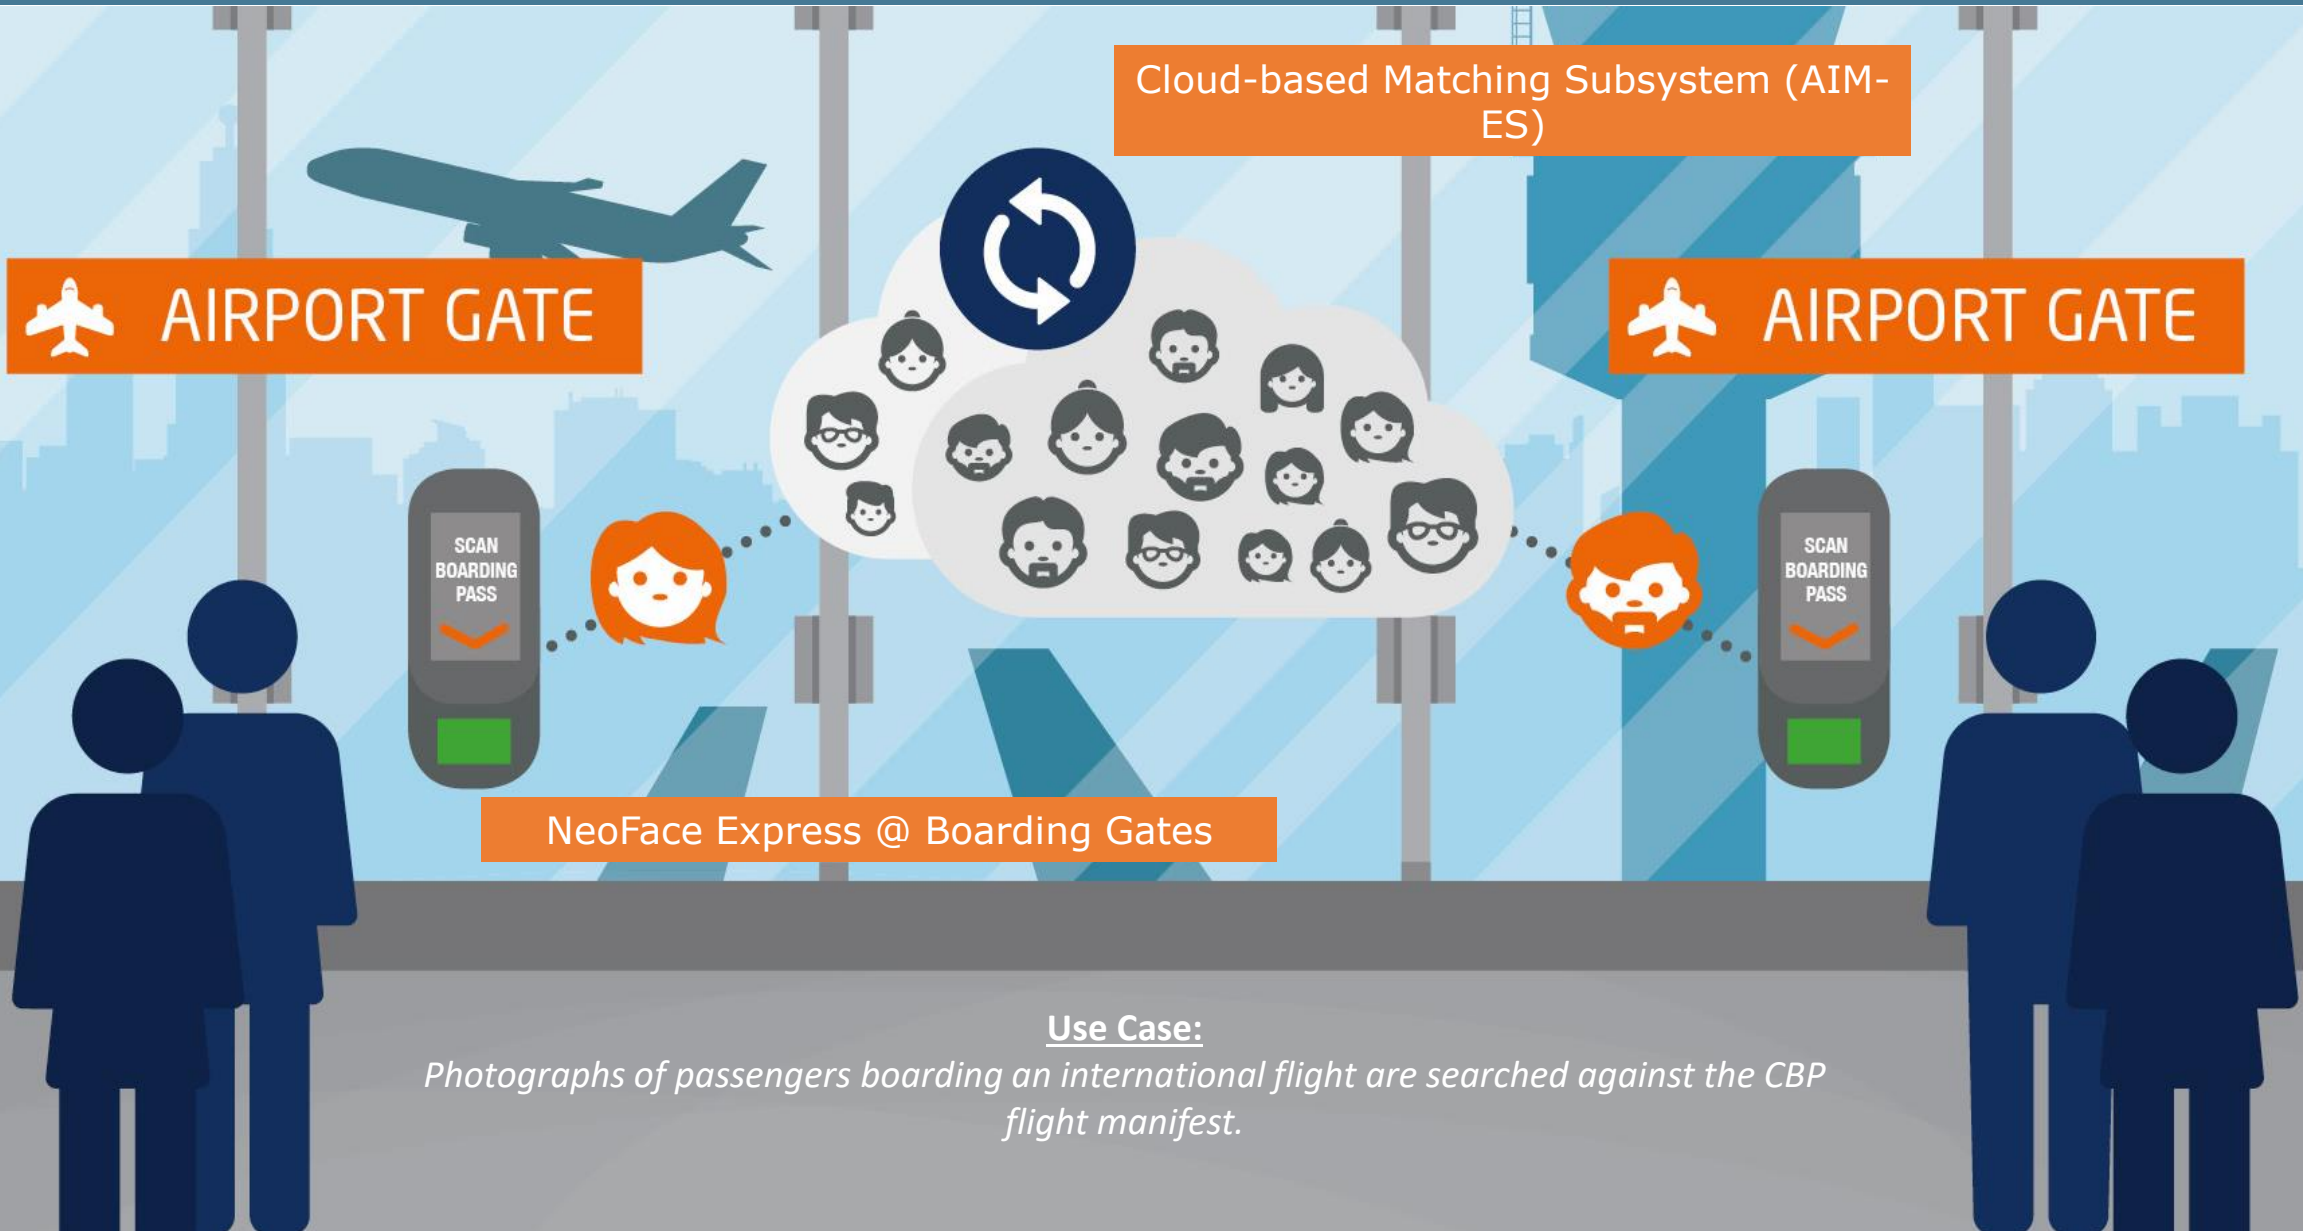 Cloud-based Matching Subsystem (AIM-
ES)
AIRPORT GATE
AIRPORT GATE
SCAN
BOARDING
PASS
SCAN
BOARDING
PASS
NeoFace Express @ Boarding Gates
Use Case:
Photographs of passengers boarding an international flight are searched against the CBP
flight manifest.